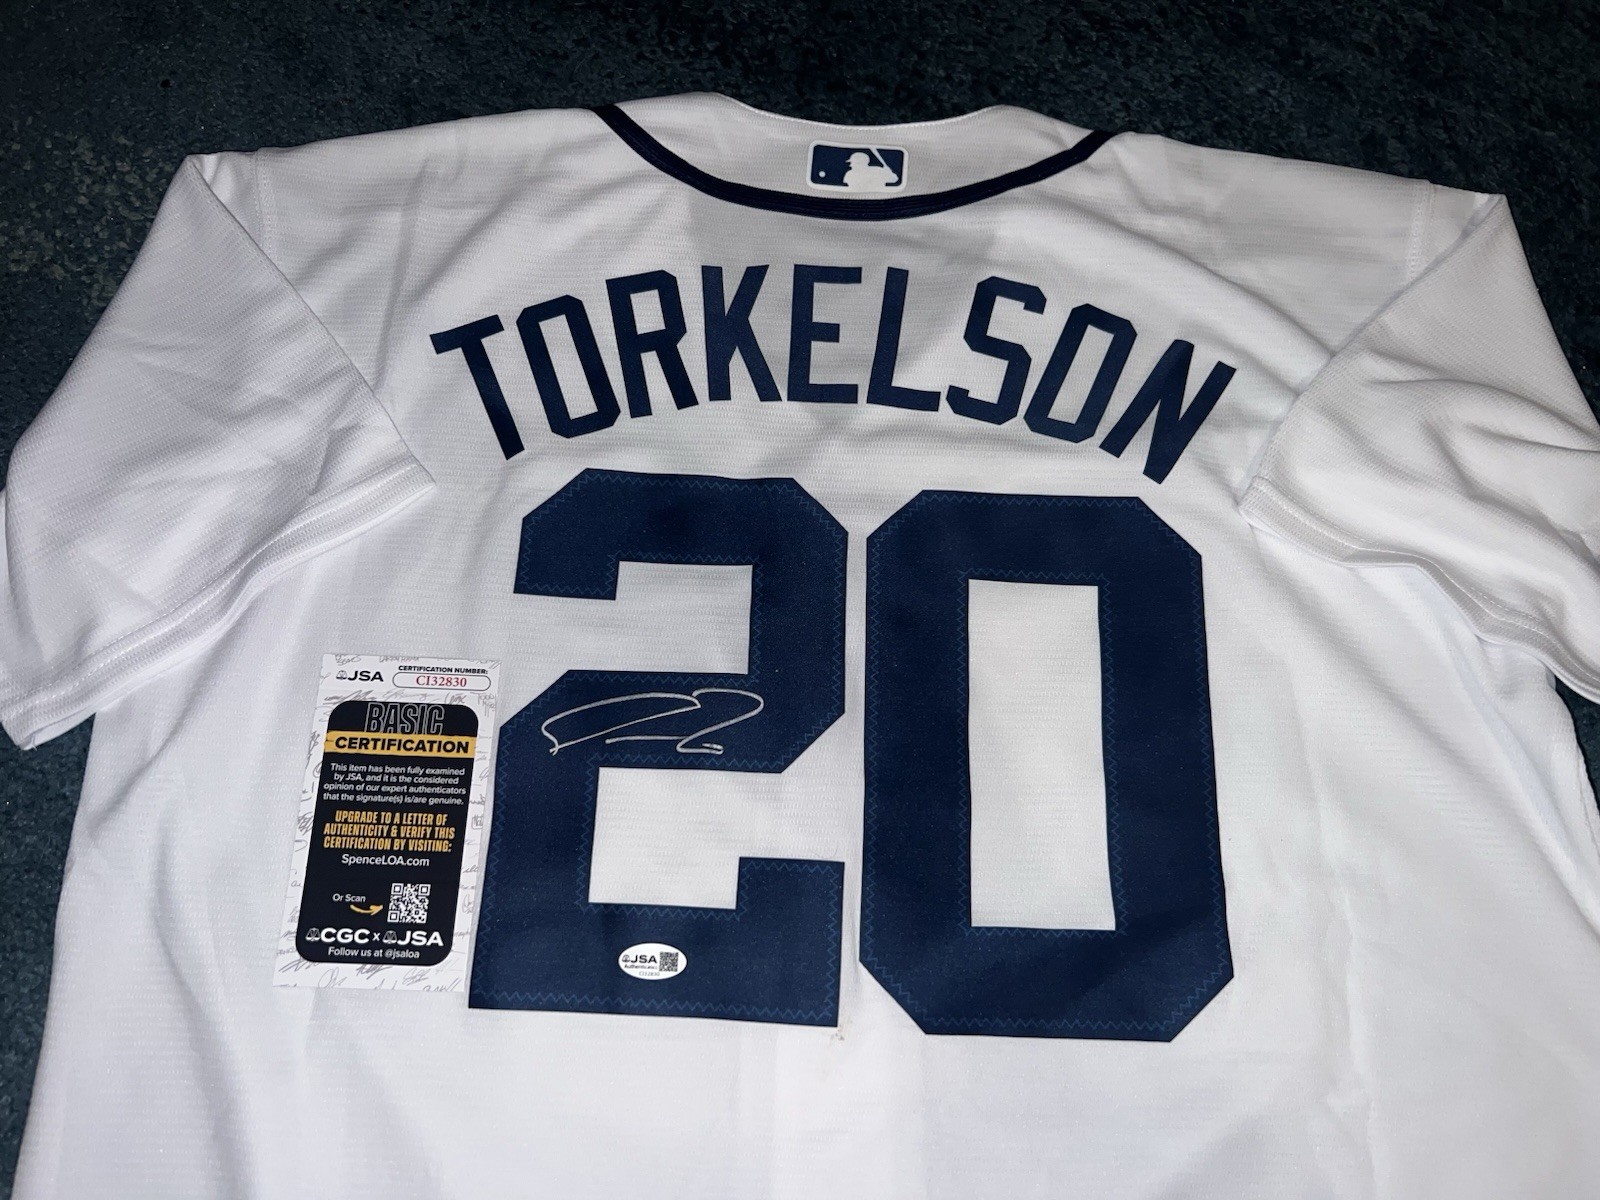 TORKELSON
20
JSA
CERTIFICATION NUMBER:
CI32830
BASIC
CERTIFICATION
This item has been fully examined
by JSA, and it is the considered
opinion of our expert authenticators
that the signature(s) is/are genuine.
UPGRADE TO A LETTER OF
AUTHENTICITY & VERIFY THIS
CERTIFICATION BY VISITING:
SpenceLOA.com
Or Scan
CGC x JSA
Follow us at @jsaloa
JSA
Authenticated
CI32830